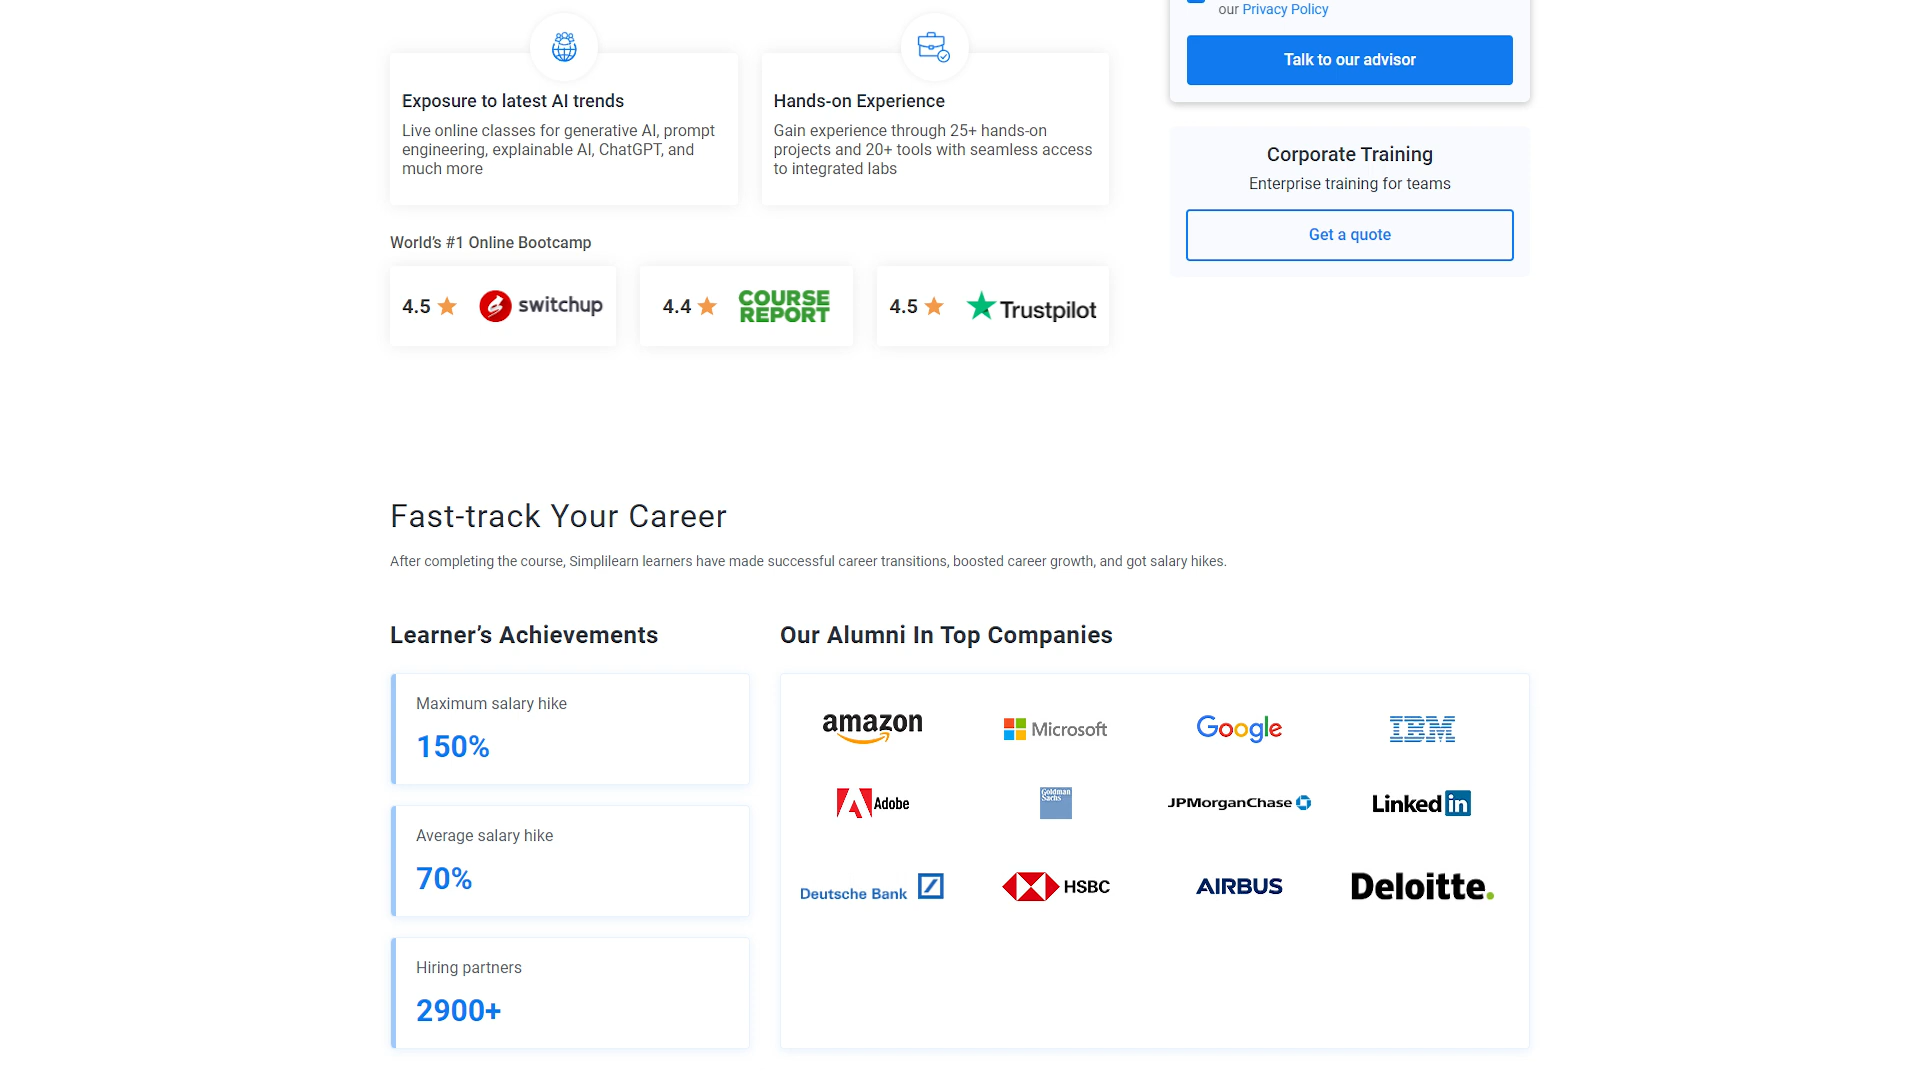 our Privacy Policy
Talk to our advisor
Exposure to latest AI trends
Live online classes for generative AI, prompt
engineering, explainable AI, ChatGPT, and
much more
Hands-on Experience
Gain experience through 25+ hands-on
projects and 20+ tools with seamless access
to integrated labs
Corporate Training
Enterprise training for teams
Get a quote
World’s #1 Online Bootcamp
4.5 switchup
4.4 COURSE
REPORT
4.5 Trustpilot
Fast-track Your Career
After completing the course, Simplilearn learners have made successful career transitions, boosted career growth, and got salary hikes.
Learner’s Achievements
Maximum salary hike
150%
Average salary hike
70%
Hiring partners
2900+
Our Alumni In Top Companies
amazon Microsoft Google IBM
Adobe Goldman
Sachs JPMorganChase Linked in
Deutsche Bank HSBC AIRBUS Deloitte.